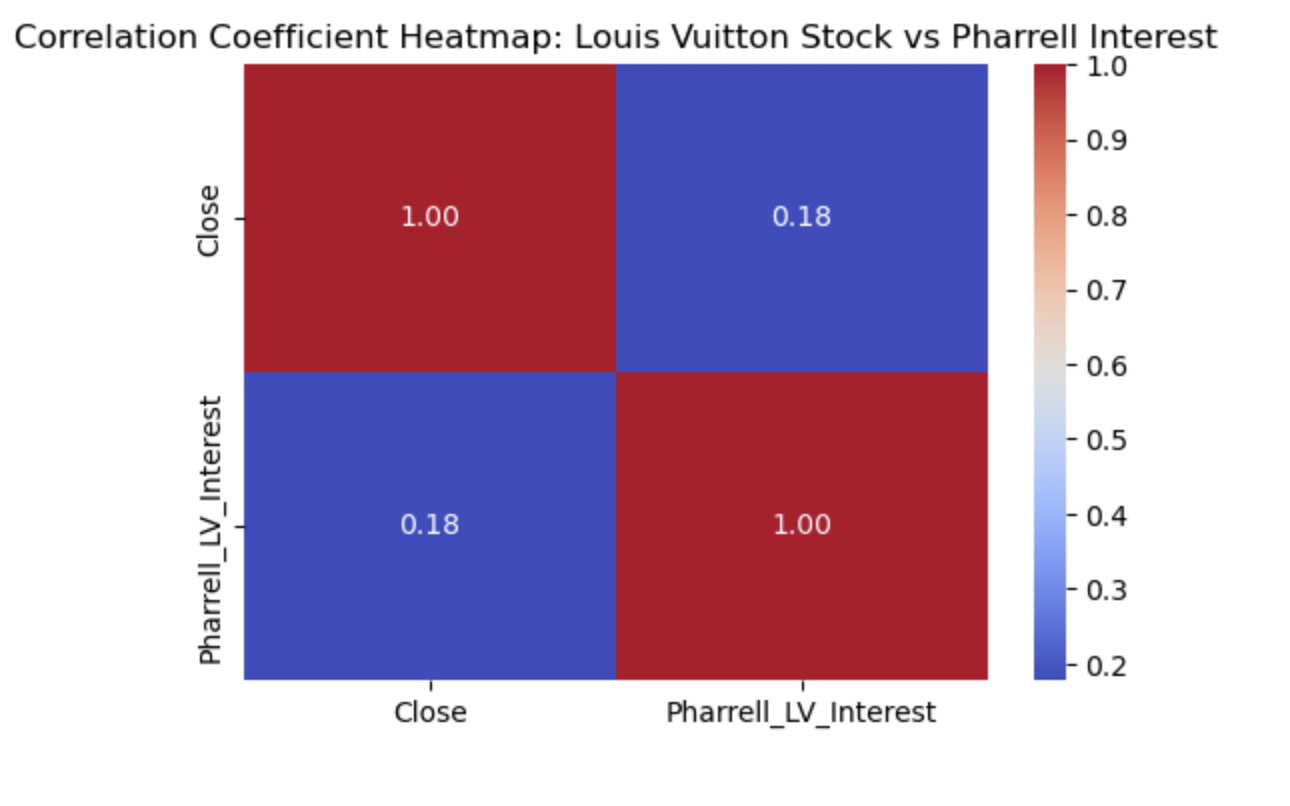 Correlation Coefficient Heatmap: Louis Vuitton Stock vs Pharrell Interest
Close
1.00
0.18
Pharrell_LV_Interest
0.18
1.00
Close
Pharrell_LV_Interest
1.0
0.9
0.8
0.7
0.6
0.5
0.4
0.3
0.2